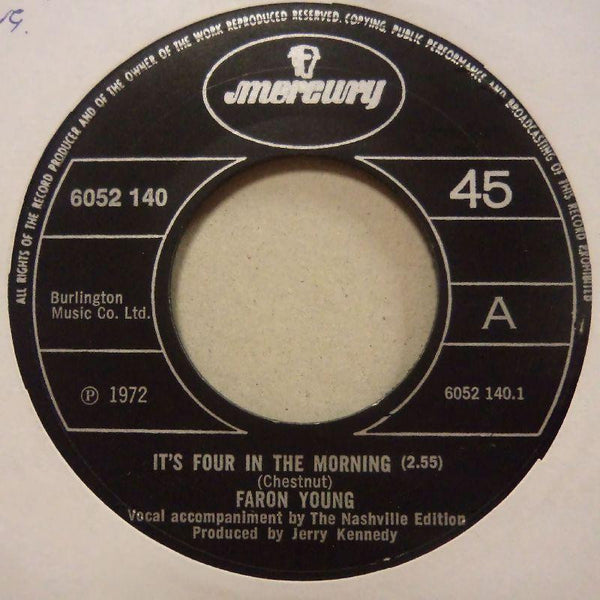 ALL RIGHTS OF THE RECORD PRODUCER AND OF THE OWNER OF THE WORK REPRODUCED RESERVED. COPYING, PUBLIC PERFORMANCE AND BROADCASTING OF THIS RECORD PROHIBITED
mercury
6052 140
45
Burlington
Music Co. Ltd.
A
℗ 1972
6052 140.1
IT'S FOUR IN THE MORNING (2.55)
(Chestnut)
FARON YOUNG
Vocal accompaniment by The Nashville Edition
Produced by Jerry Kennedy